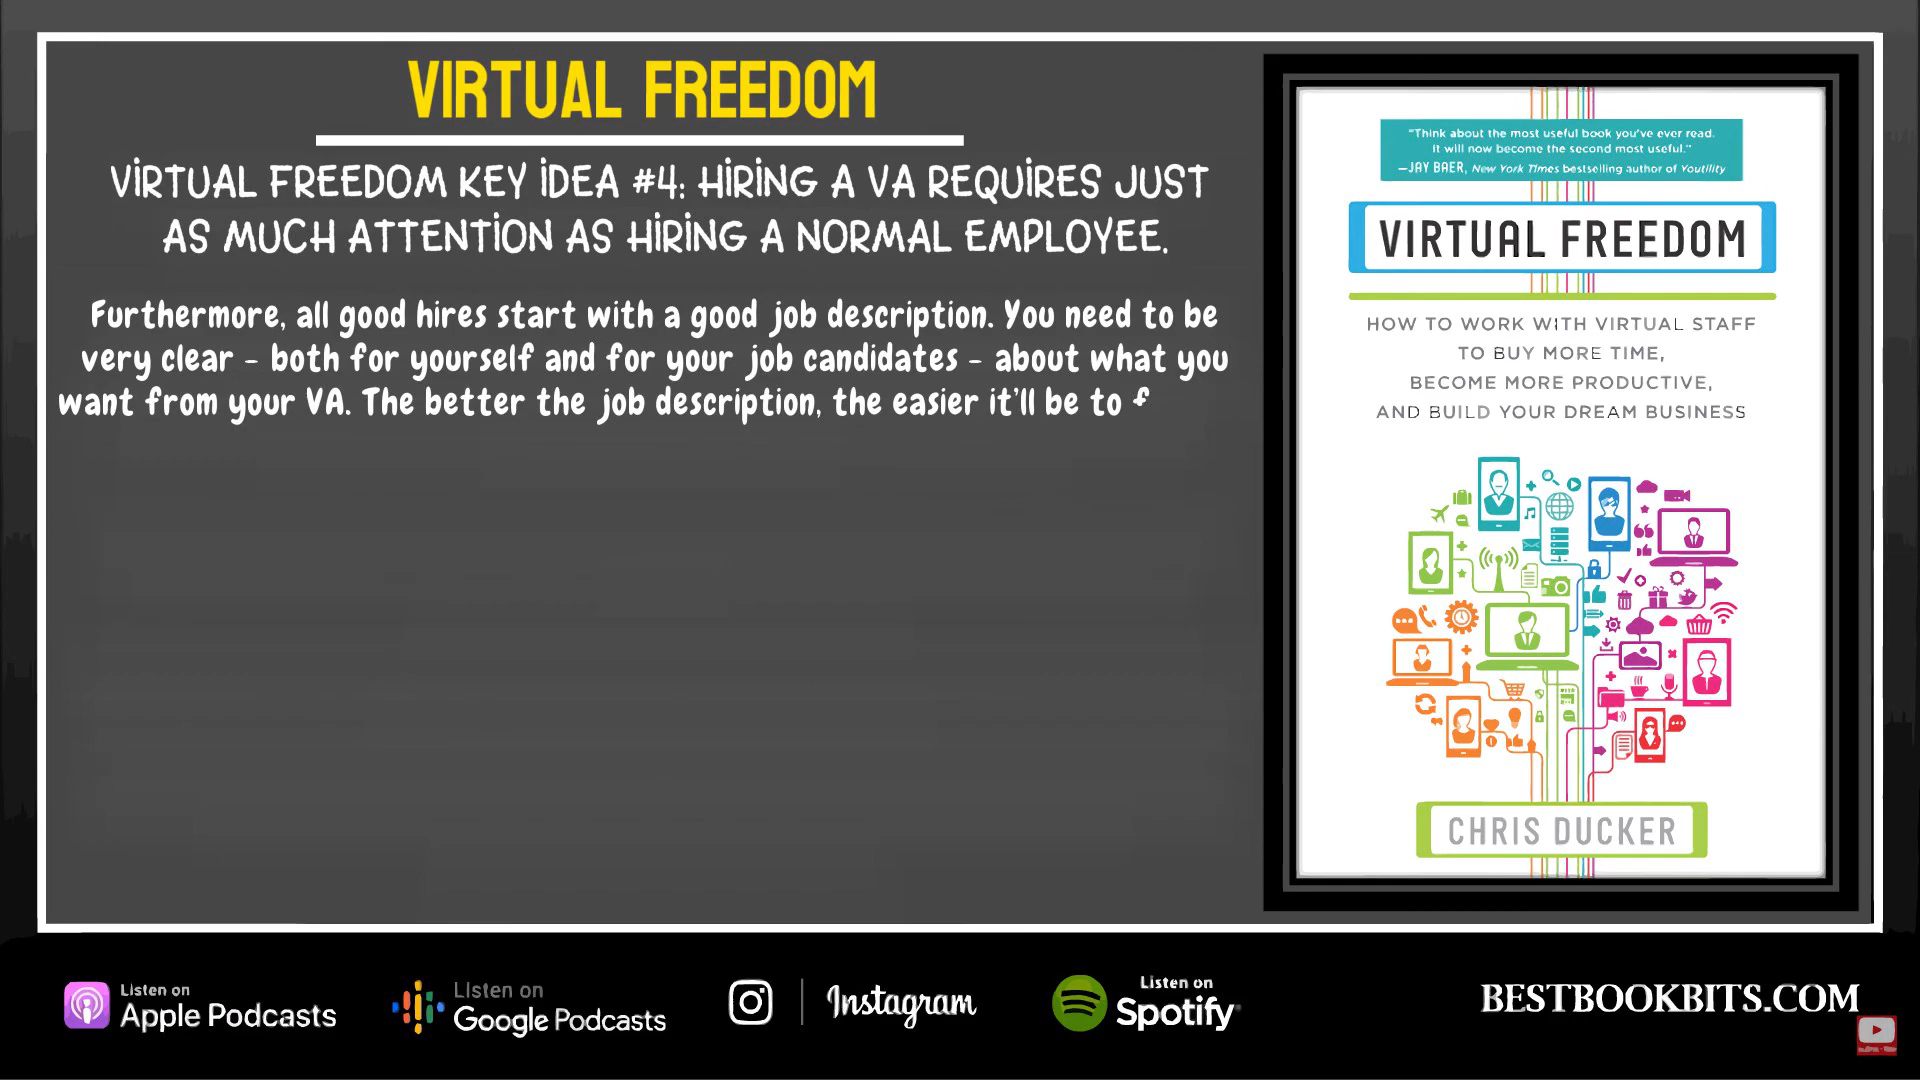 VIRTUAL FREEDOM
VIRTUAL FREEDOM KEY IDEA #4: HIRING A VA REQUIRES JUST
AS MUCH ATTENTION AS HIRING A NORMAL EMPLOYEE.
Furthermore, all good hires start with a good job description. You need to be
very clear - both for yourself and for your job candidates - about what you
want from your VA. The better the job description, the easier it'll be to f
"Think about the most useful book you've ever read.
It will now become the second most useful."
—JAY BAER, New York Times bestselling author of Youtility
VIRTUAL FREEDOM
HOW TO WORK WITH VIRTUAL STAFF
TO BUY MORE TIME,
BECOME MORE PRODUCTIVE,
AND BUILD YOUR DREAM BUSINESS
CHRIS DUCKER
Listen on
Apple Podcasts
Listen on
Google Podcasts
Instagram
Listen on
Spotify
BESTBOOKBITS.COM